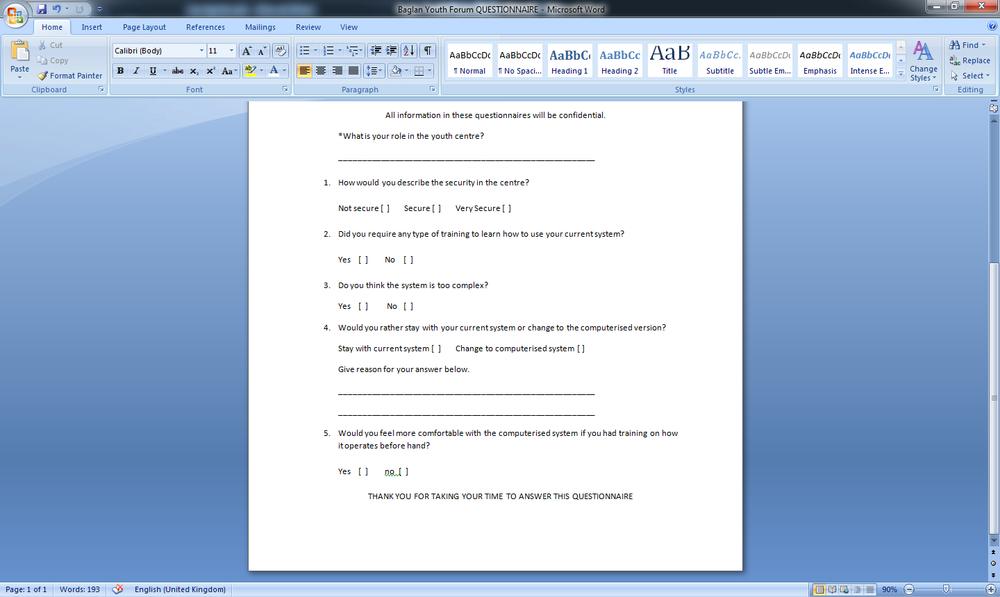 Baglan Youth Forum QUESTIONNAIRE - Microsoft Word
Home Insert Page Layout References Mailings Review View
Paste
Cut
Copy
Format Painter
Clipboard
Calibri (Body) 11
B I U abc x₂ x² Aa
Font
Paragraph
AaBbCcDc AaBbCcDc AaBbC AaBbCc AaB AaBbCc. AaBbCcDc AaBbCcDc AaBbCcDc
¶ Normal ¶ No Spaci... Heading 1 Heading 2 Title Subtitle Subtle Em... Emphasis Intense E...
Change Styles
Styles
Find
Replace
Select
Editing
All information in these questionnaires will be confidential.
*What is your role in the youth centre?
1. How would you describe the security in the centre?
Not secure [ ] Secure [ ] Very Secure [ ]
2. Did you require any type of training to learn how to use your current system?
Yes [ ] No [ ]
3. Do you think the system is too complex?
Yes [ ] No [ ]
4. Would you rather stay with your current system or change to the computerised version?
Stay with current system [ ] Change to computerised system [ ]
Give reason for your answer below.
5. Would you feel more comfortable with the computerised system if you had training on how
it operates before hand?
Yes [ ] no [ ]
THANK YOU FOR TAKING YOUR TIME TO ANSWER THIS QUESTIONNAIRE
Page: 1 of 1 Words: 193 English (United Kingdom) 90%